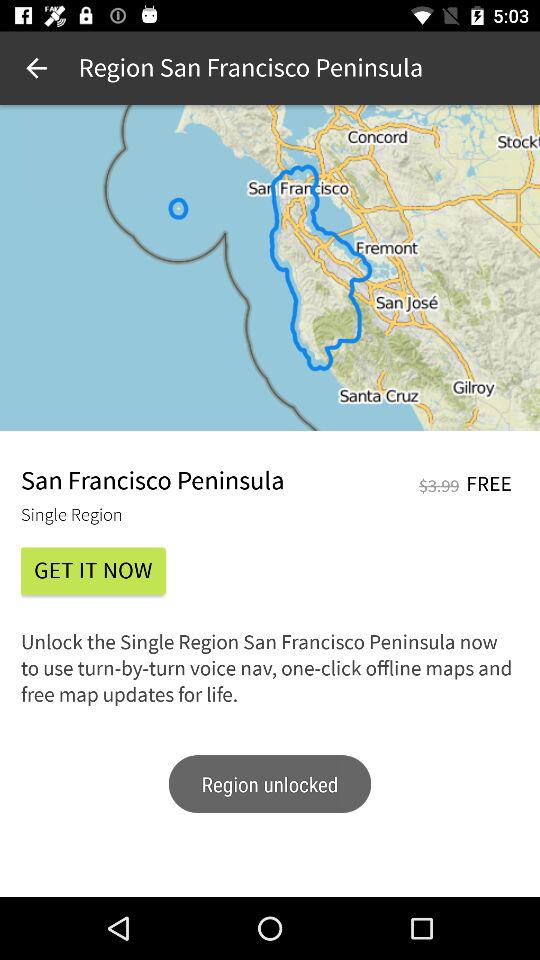 5:03
Region San Francisco Peninsula
Concord
Stockt
San Francisco
Fremont
San José
Santa Cruz
Gilroy
San Francisco Peninsula
$3.99 FREE
Single Region
GET IT NOW
Unlock the Single Region San Francisco Peninsula now
to use turn-by-turn voice nav, one-click offline maps and
free map updates for life.
Region unlocked